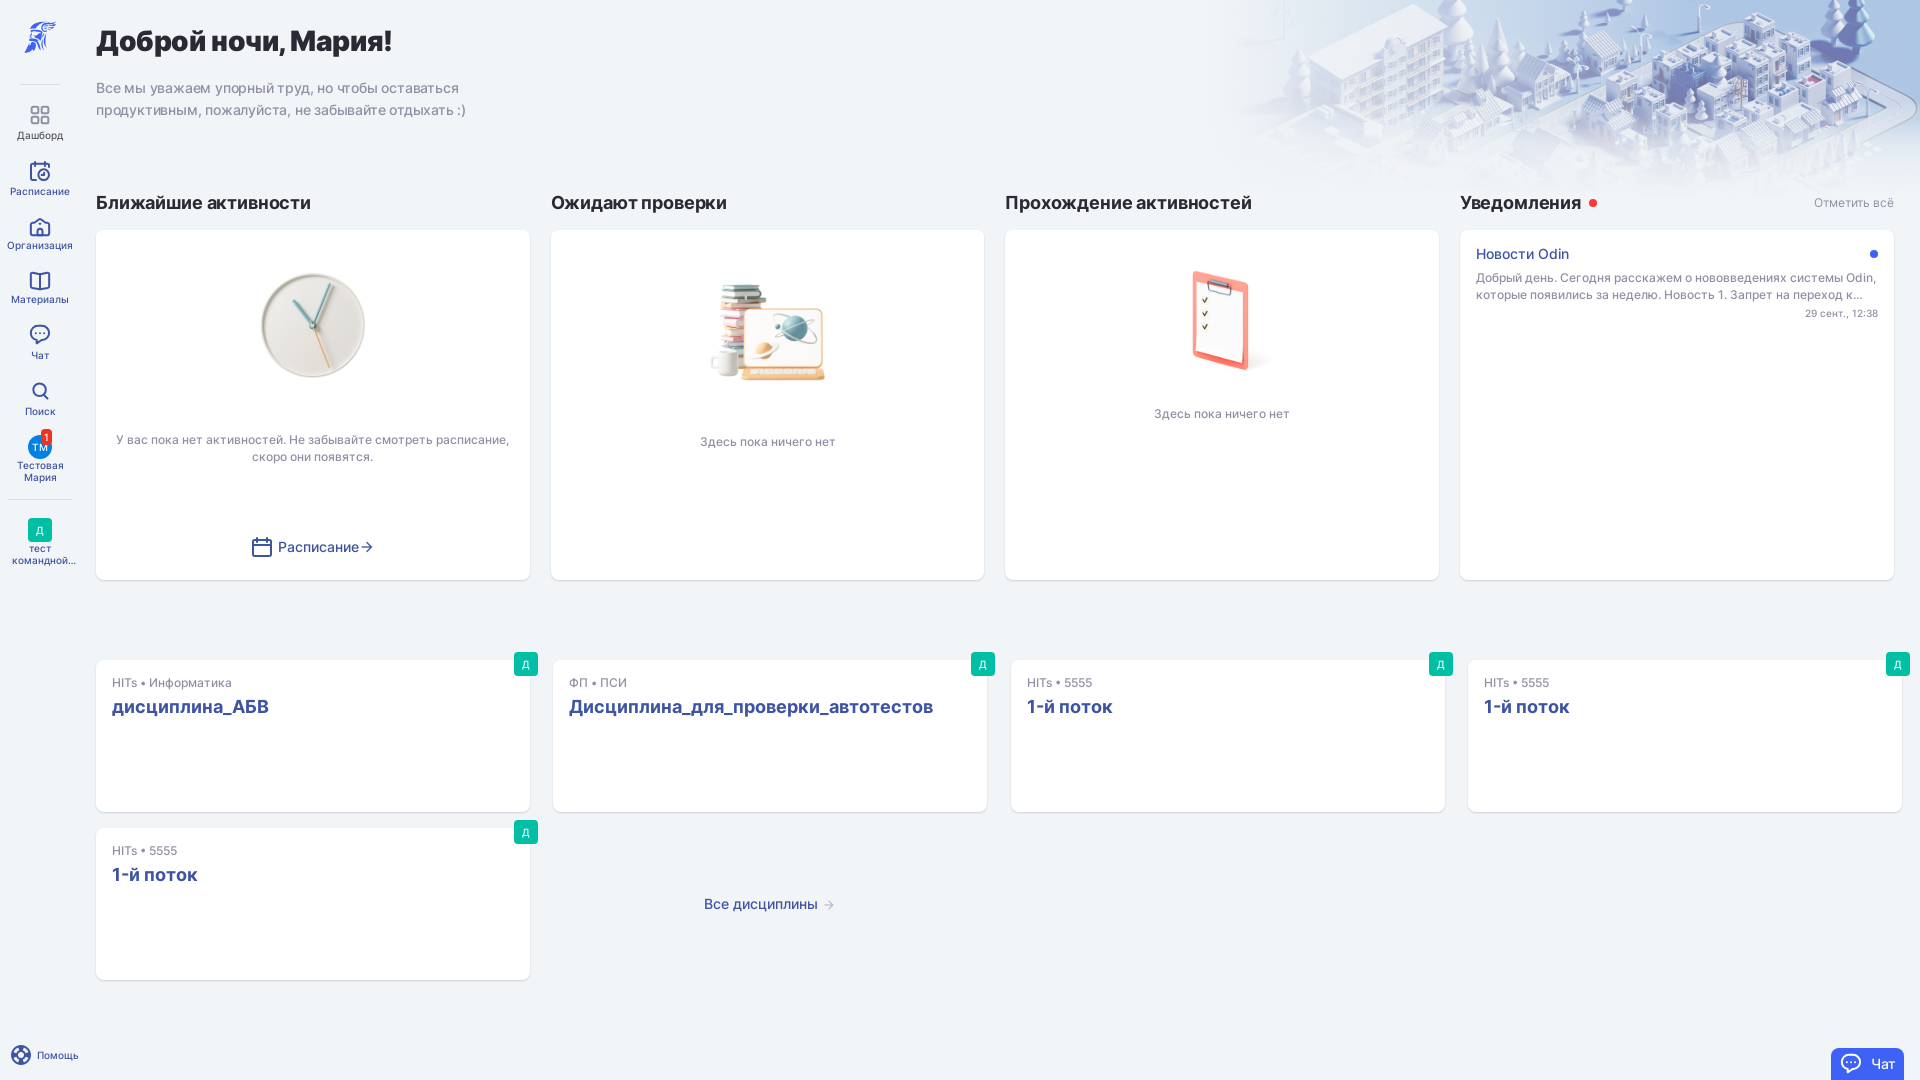 Доброй ночи, Мария!
Все мы уважаем упорный труд, но чтобы оставаться
продуктивным, пожалуйста, не забывайте отдыхать :)
Дашборд
Расписание
Организация
Материалы
Чат
Поиск
1
ТМ
Тестовая
Мария
Д
тест
командной...
Помощь
Ближайшие активности
У вас пока нет активностей. Не забывайте смотреть расписание,
скоро они появятся.
Расписание
Ожидают проверки
Здесь пока ничего нет
Прохождение активностей
Здесь пока ничего нет
Уведомления
Отметить всё
Новости Odin
Добрый день. Сегодня расскажем о нововведениях системы Odin,
которые появились за неделю. Новость 1. Запрет на переход к...
29 сент., 12:38
Д
HITs • Информатика
дисциплина_АБВ
Д
ФП • ПСИ
Дисциплина_для_проверки_автотестов
Д
HITs • 5555
1-й поток
Д
HITs • 5555
1-й поток
Д
HITs • 5555
1-й поток
Все дисциплины
Чат